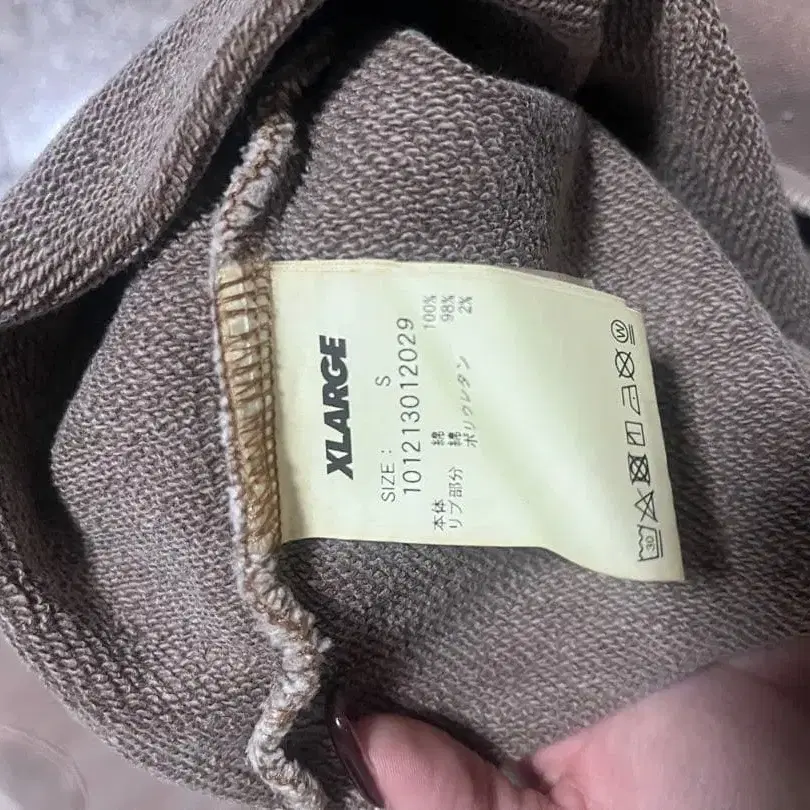 XLARGE
SIZE : S
101213012029
本体 綿 100%
リブ部分 綿 98%
ポリウレタン 2%
30
W